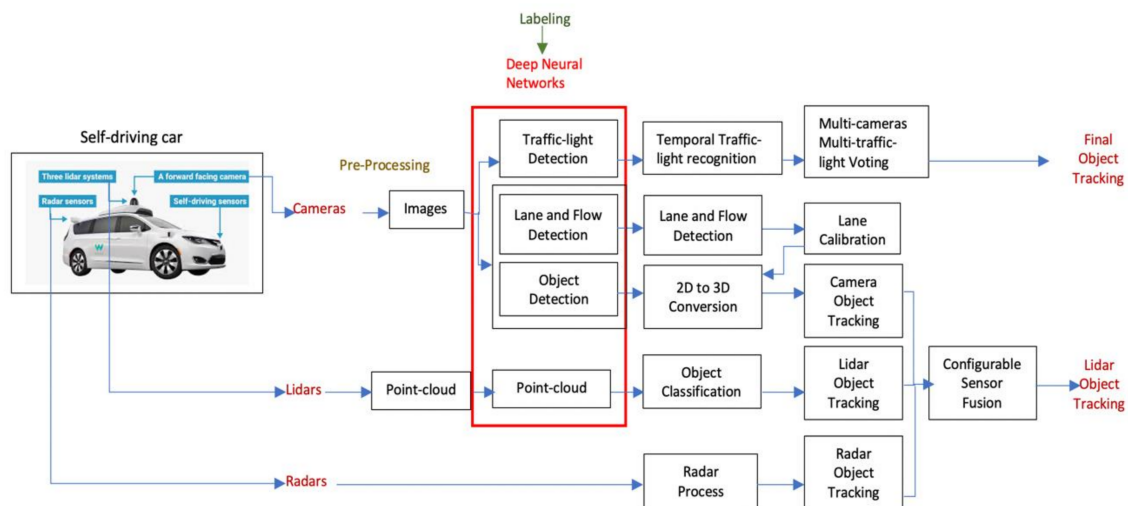 Labeling
Deep Neural
Networks
Self-driving car
Three lidar systems
A forward facing camera
Radar sensors
Self-driving sensors
W
Pre-Processing
Cameras
Images
Traffic-light
Detection
Temporal Traffic-
light recognition
Multi-cameras
Multi-traffic-
light Voting
Final
Object
Tracking
Lane and Flow
Detection
Lane and Flow
Detection
Lane
Calibration
Object
Detection
2D to 3D
Conversion
Camera
Object
Tracking
Lidars
Point-cloud
Point-cloud
Object
Classification
Lidar
Object
Tracking
Configurable
Sensor
Fusion
Lidar
Object
Tracking
Radars
Radar
Process
Radar
Object
Tracking